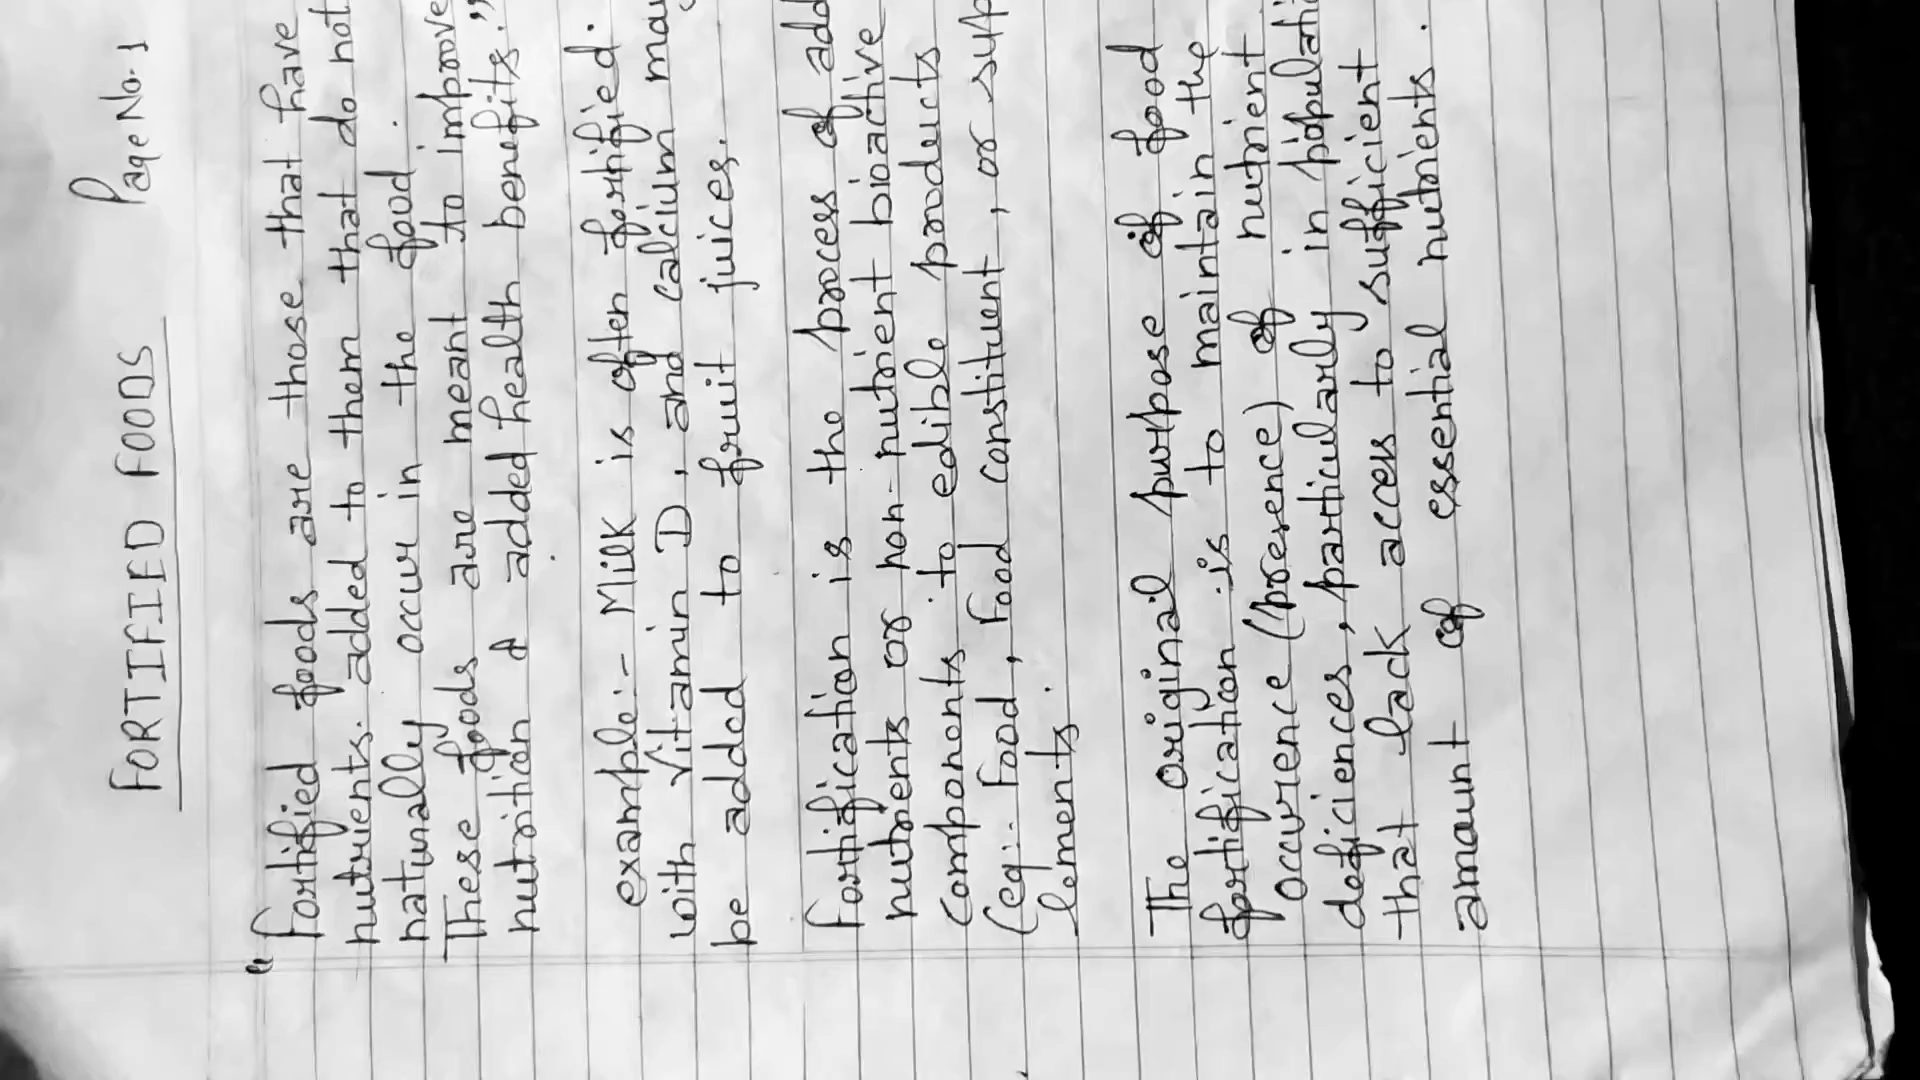 Page No. 1
FORTIFIED FOODS
"Fortified foods are those that have
nutrients added to them that do not
naturally occur in the food.
These foods are meant to improve
nutrition & added health benefits."
example:- Milk is often fortified.
with vitamin D, and calcium may
be added to fruit juices.
Fortification is the process of add
nutrients or non-nutrient bioactive
components to edible products
(eg:- food, food constituent, or sup
lements.
The original purpose of food
fortification is to maintain the
occurience (presence) of nutrient
deficiences, particularly in populati
that lack access to sufficient
amount of essential nutrients.